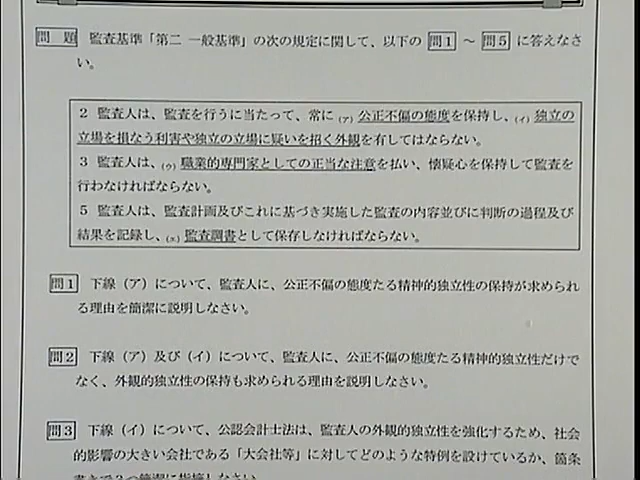 問 題 監査基準「第二 一般基準」の次の規定に関して、以下の 問1 ～ 問5 に答えなさ
い。
2 監査人は、監査を行うに当たって、常に (ア) 公正不偏の態度を保持し、(イ) 独立の
立場を損なう利害や独立の立場に疑いを招く外観を有してはならない。
3 監査人は、(ウ) 職業的専門家としての正当な注意を払い、懐疑心を保持して監査を
行わなければならない。
5 監査人は、監査計画及びこれに基づき実施した監査の内容並びに判断の過程及び
結果を記録し、(エ) 監査調書として保存しなければならない。
問1 下線（ア）について、監査人に、公正不偏の態度たる精神的独立性の保持が求められ
る理由を簡潔に説明しなさい。
問2 下線（ア）及び（イ）について、監査人に、公正不偏の態度たる精神的独立性だけで
なく、外観的独立性の保持も求められる理由を説明しなさい。
問3 下線（イ）について、公認会計士法は、監査人の外観的独立性を強化するため、社会
的影響の大きい会社である「大会社等」に対してどのような特例を設けているか、箇条